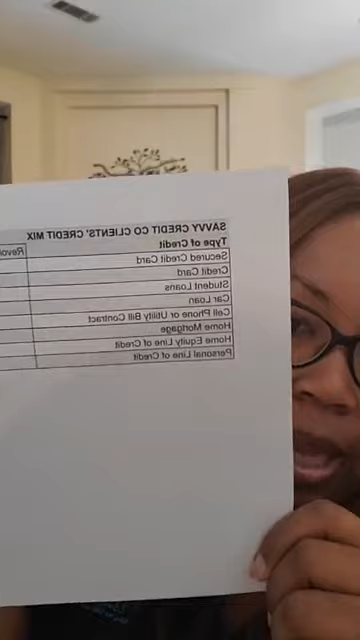 SAVVY CREDIT CO CLIENTS' CREDIT MIX
Type of Credit
Secured Credit Card
Credit Card
Student Loans
Car Loan
Cell Phone or Utility Bill Contract
Home Mortgage
Home Equity Line of Credit
Personal Line of Credit